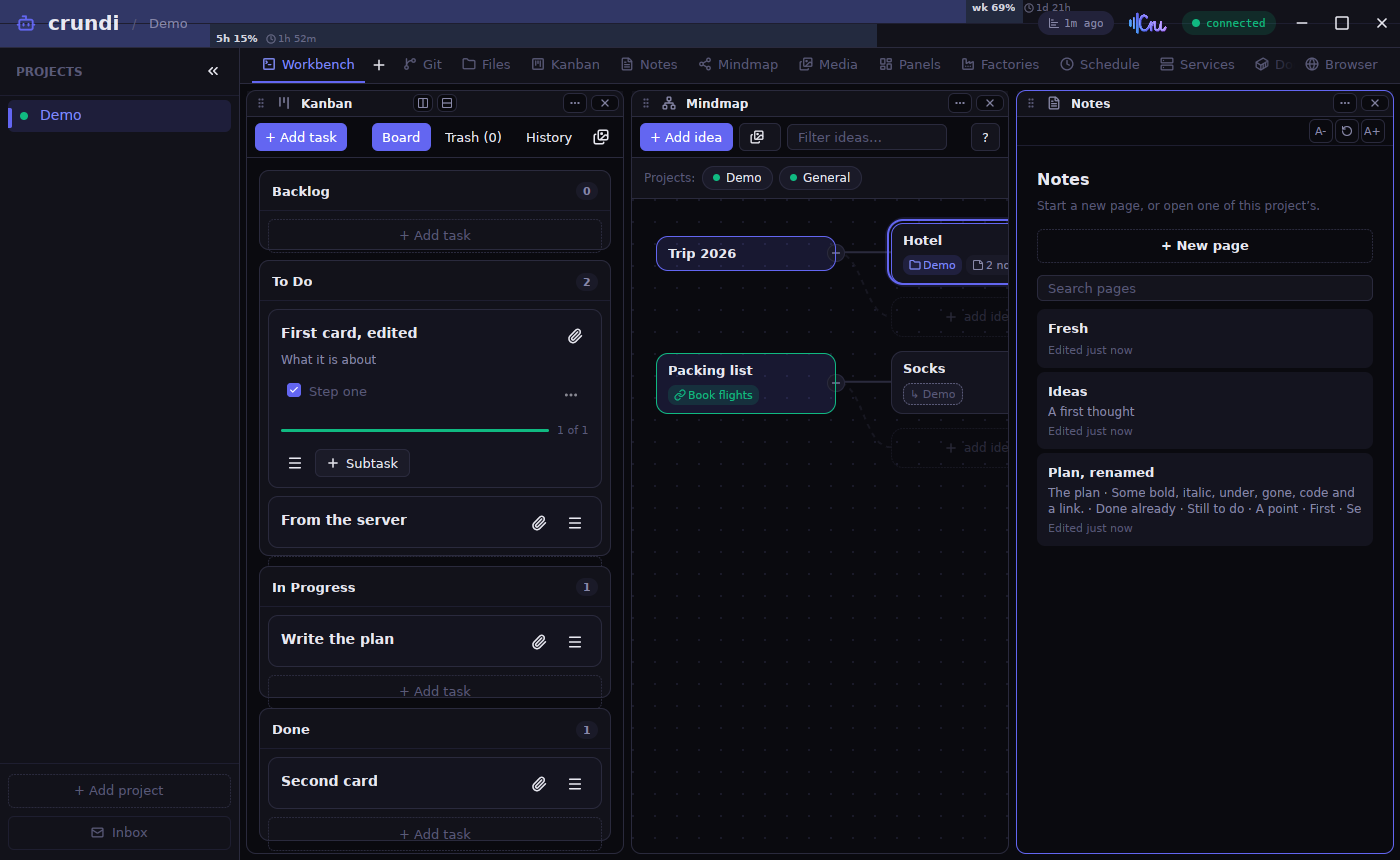 wk 69% 1d 21h
crundi / Demo
5h 15% 1h 52m
1m ago
Cru
connected
PROJECTS
Demo
+ Add project
Inbox
Workbench
Git
Files
Kanban
Notes
Mindmap
Media
Panels
Factories
Schedule
Services
Browser
Kanban
+ Add task
Board
Trash (0)
History
Backlog 0
+ Add task
To Do 2
First card, edited
What it is about
Step one
1 of 1
+ Subtask
From the server
In Progress 1
Write the plan
+ Add task
Done 1
Second card
+ Add task
Mindmap
+ Add idea
Filter ideas...
?
Projects: Demo General
Trip 2026
Hotel
Demo 2 no
+ add ide
Packing list
Book flights
Socks
↳ Demo
+ add ide
Notes
A- A+
Notes
Start a new page, or open one of this project's.
+ New page
Search pages
Fresh
Edited just now
Ideas
A first thought
Edited just now
Plan, renamed
The plan · Some bold, italic, under, gone, code and
a link. · Done already · Still to do · A point · First · Se
Edited just now